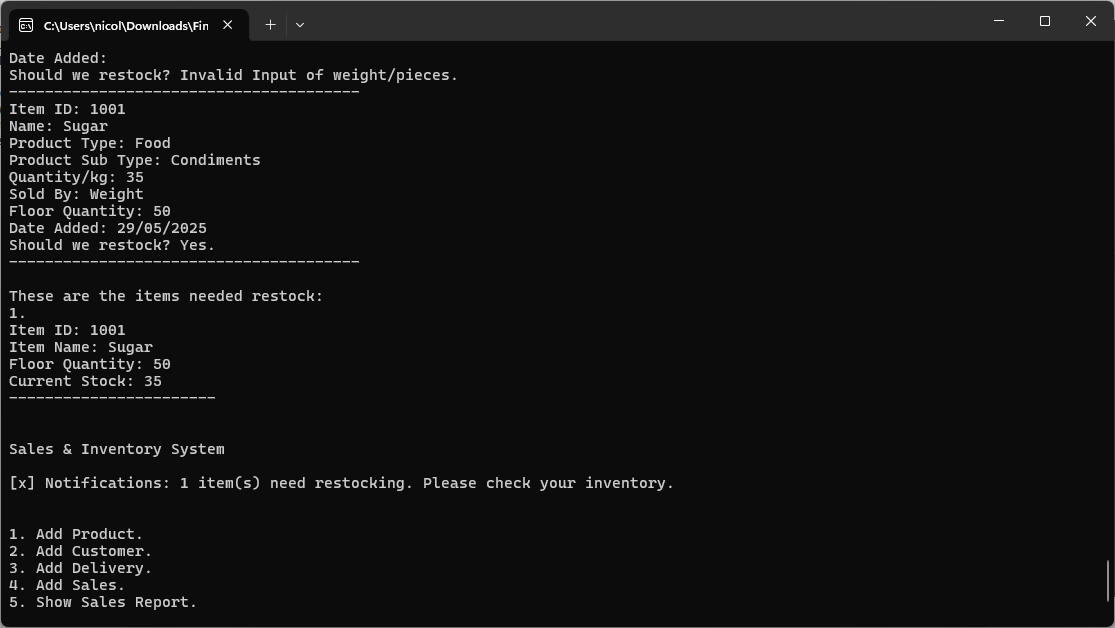 C:\Users\nicol\Downloads\Fin
Date Added:
Should we restock? Invalid Input of weight/pieces.
---------------------------------------
Item ID: 1001
Name: Sugar
Product Type: Food
Product Sub Type: Condiments
Quantity/kg: 35
Sold By: Weight
Floor Quantity: 50
Date Added: 29/05/2025
Should we restock? Yes.
---------------------------------------
These are the items needed restock:
1.
Item ID: 1001
Item Name: Sugar
Floor Quantity: 50
Current Stock: 35
-----------------------
Sales & Inventory System
[x] Notifications: 1 item(s) need restocking. Please check your inventory.
1. Add Product.
2. Add Customer.
3. Add Delivery.
4. Add Sales.
5. Show Sales Report.